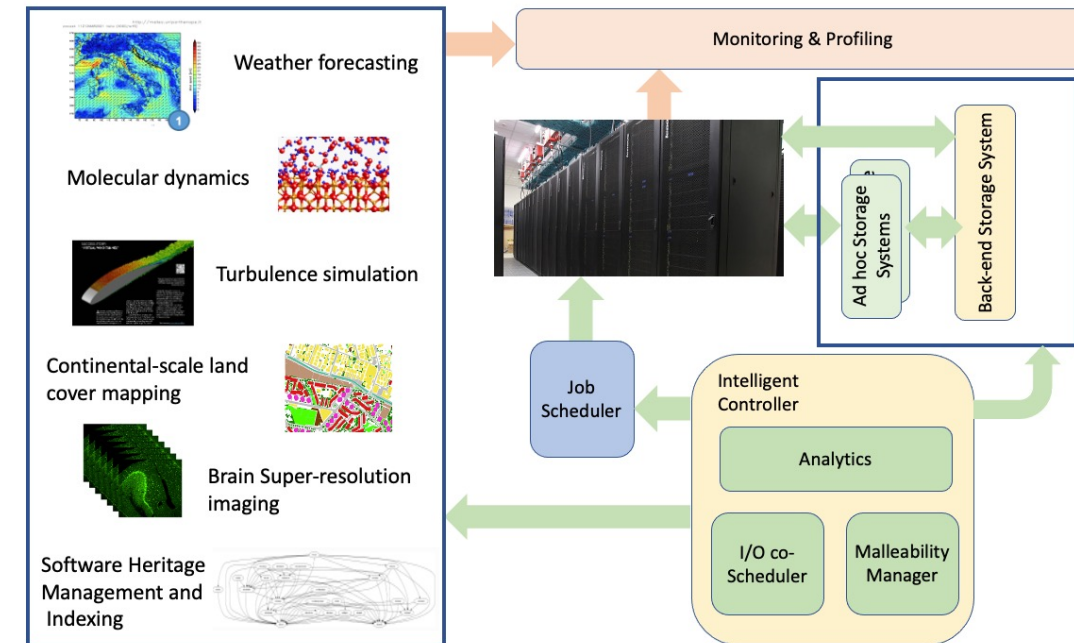 Weather forecasting
1
Molecular dynamics
Turbulence simulation
Continental-scale land
cover mapping
Brain Super-resolution
imaging
Software Heritage
Management and
Indexing
Monitoring & Profiling
Ad hoc Storage
Systems
Back-end Storage System
Job
Scheduler
Intelligent
Controller
Analytics
I/O co-
Scheduler
Malleability
Manager